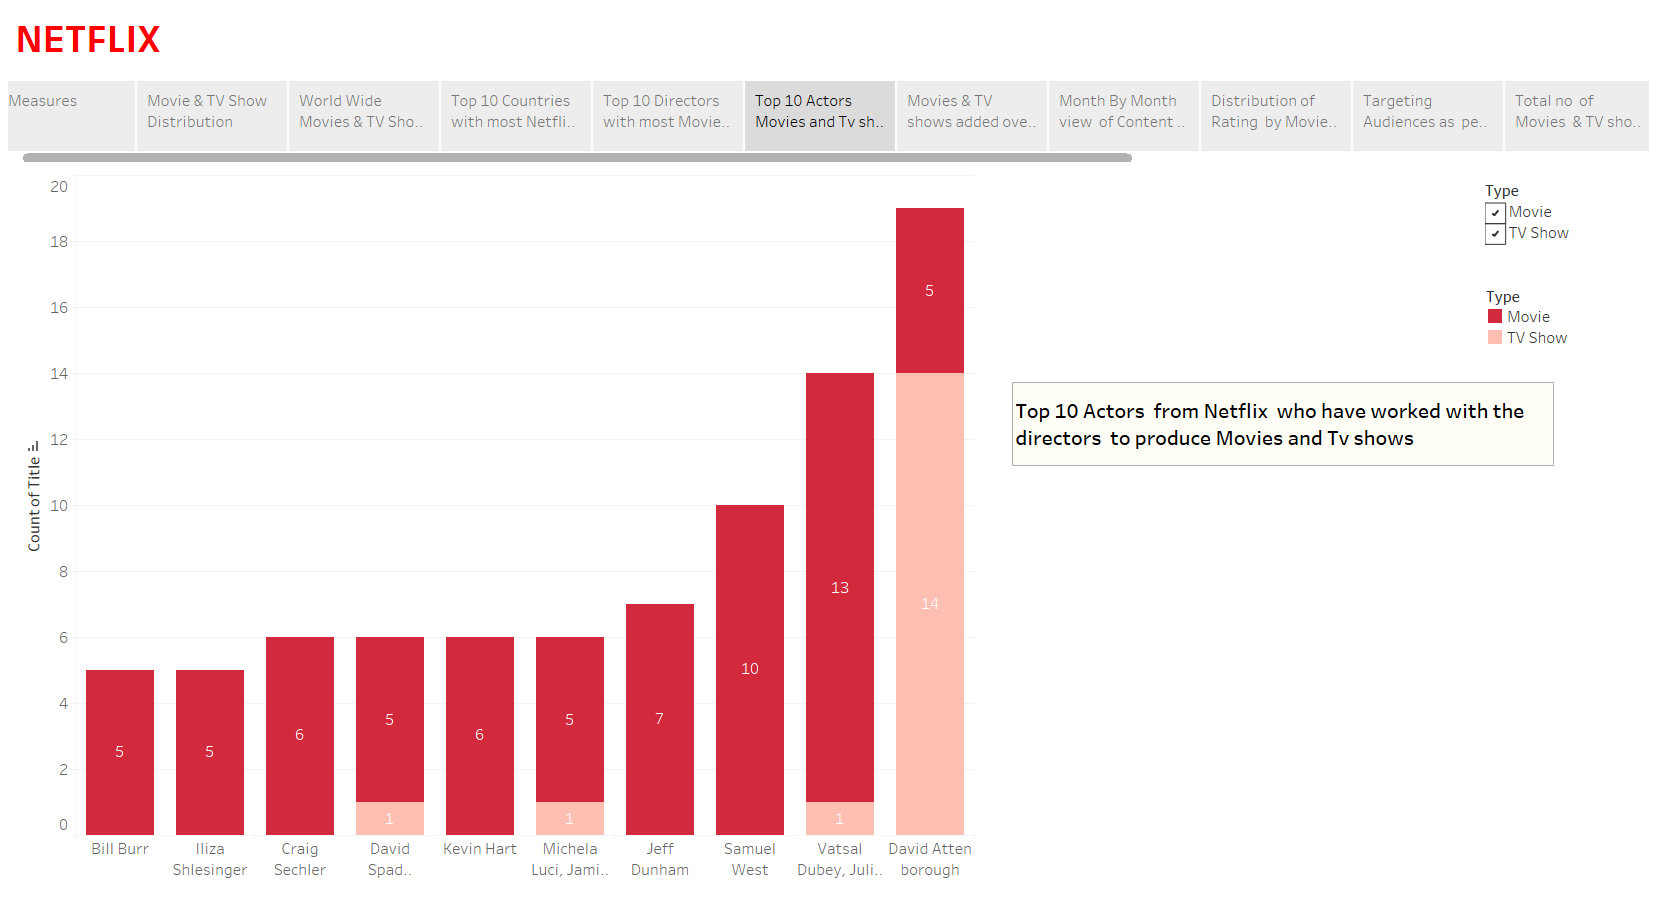 NETFLIX
Measures
Movie & TV Show
Distribution
World Wide
Movies & TV Sho..
Top 10 Countries
with most Netfli..
Top 10 Directors
with most Movie..
Top 10 Actors
Movies and Tv sh..
Movies & TV
shows added ove..
Month By Month
view of Content ..
Distribution of
Rating by Movie..
Targeting
Audiences as pe..
Total no of
Movies & TV sho..
Count of Title
20
18
16
14
12
10
8
6
4
2
0
5
5
6
5
1
6
5
1
7
10
13
1
5
14
Bill Burr
Iliza
Shlesinger
Craig
Sechler
David
Spad..
Kevin Hart
Michela
Luci, Jami..
Jeff
Dunham
Samuel
West
Vatsal
Dubey, Juli..
David Atten
borough
Type
Movie
TV Show
Type
Movie
TV Show
Top 10 Actors from Netflix who have worked with the
directors to produce Movies and Tv shows